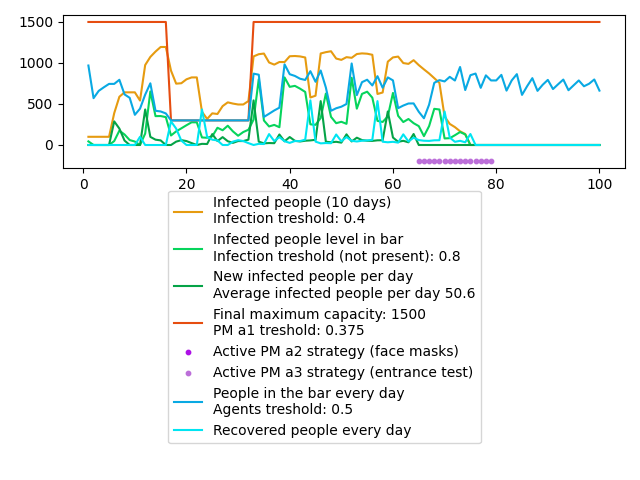 1500
1000
500
0
0 20 40 60 80 100
Infected people (10 days)
Infection treshold: 0.4
Infected people level in bar
Infection treshold (not present): 0.8
New infected people per day
Average infected people per day 50.6
Final maximum capacity: 1500
PM a1 treshold: 0.375
Active PM a2 strategy (face masks)
Active PM a3 strategy (entrance test)
People in the bar every day
Agents treshold: 0.5
Recovered people every day